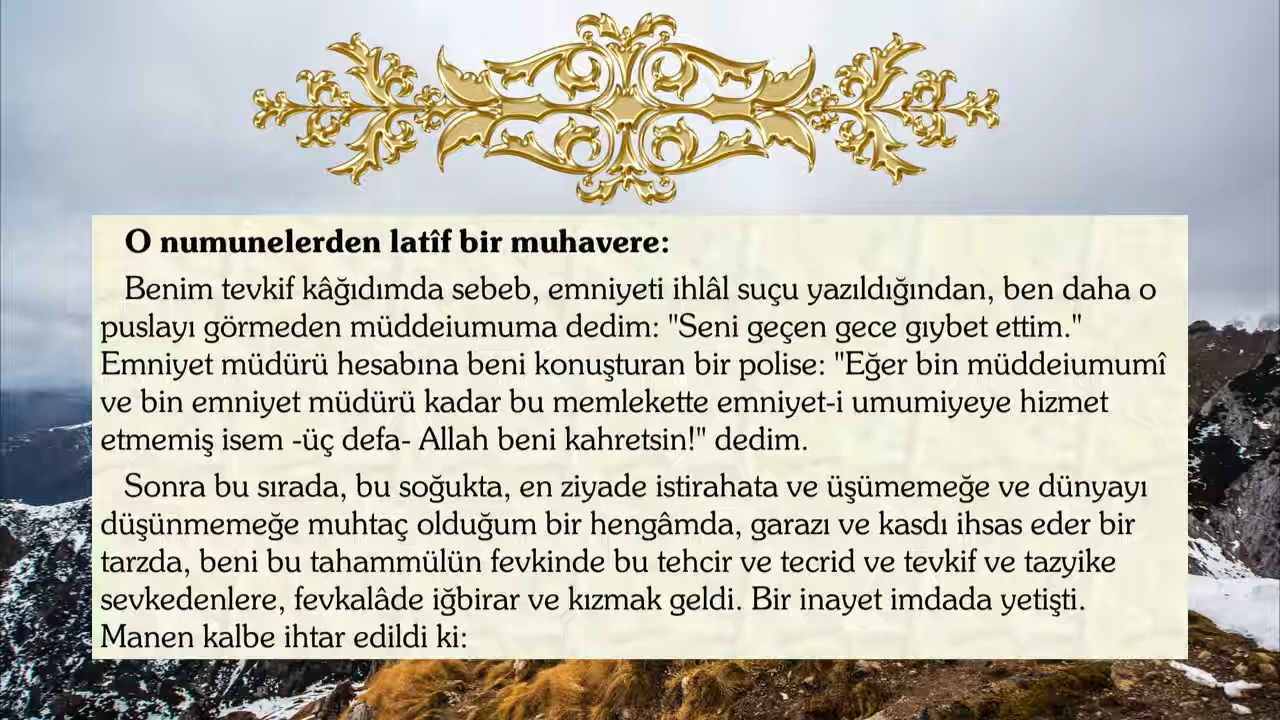 O numunelerden latîf bir muhavere:
Benim tevkif kâğıdımda sebeb, emniyeti ihlâl suçu yazıldığından, ben daha o
puslayı görmeden müddeiumuma dedim: "Seni geçen gece gıybet ettim."
Emniyet müdürü hesabına beni konuşturan bir polise: "Eğer bin müddeiumumî
ve bin emniyet müdürü kadar bu memlekette emniyet-i umumiyeye hizmet
etmemiş isem -üç defa- Allah beni kahretsin!" dedim.
Sonra bu sırada, bu soğukta, en ziyade istirahata ve üşümemeğe ve dünyayı
düşünmemeğe muhtaç olduğum bir hengâmda, garazı ve kasdı ihsas eder bir
tarzda, beni bu tahammülün fevkinde bu tehcir ve tecrid ve tevkif ve tazyike
sevkedenlere, fevkalâde iğbirar ve kızmak geldi. Bir inayet imdada yetişti.
Manen kalbe ihtar edildi ki: